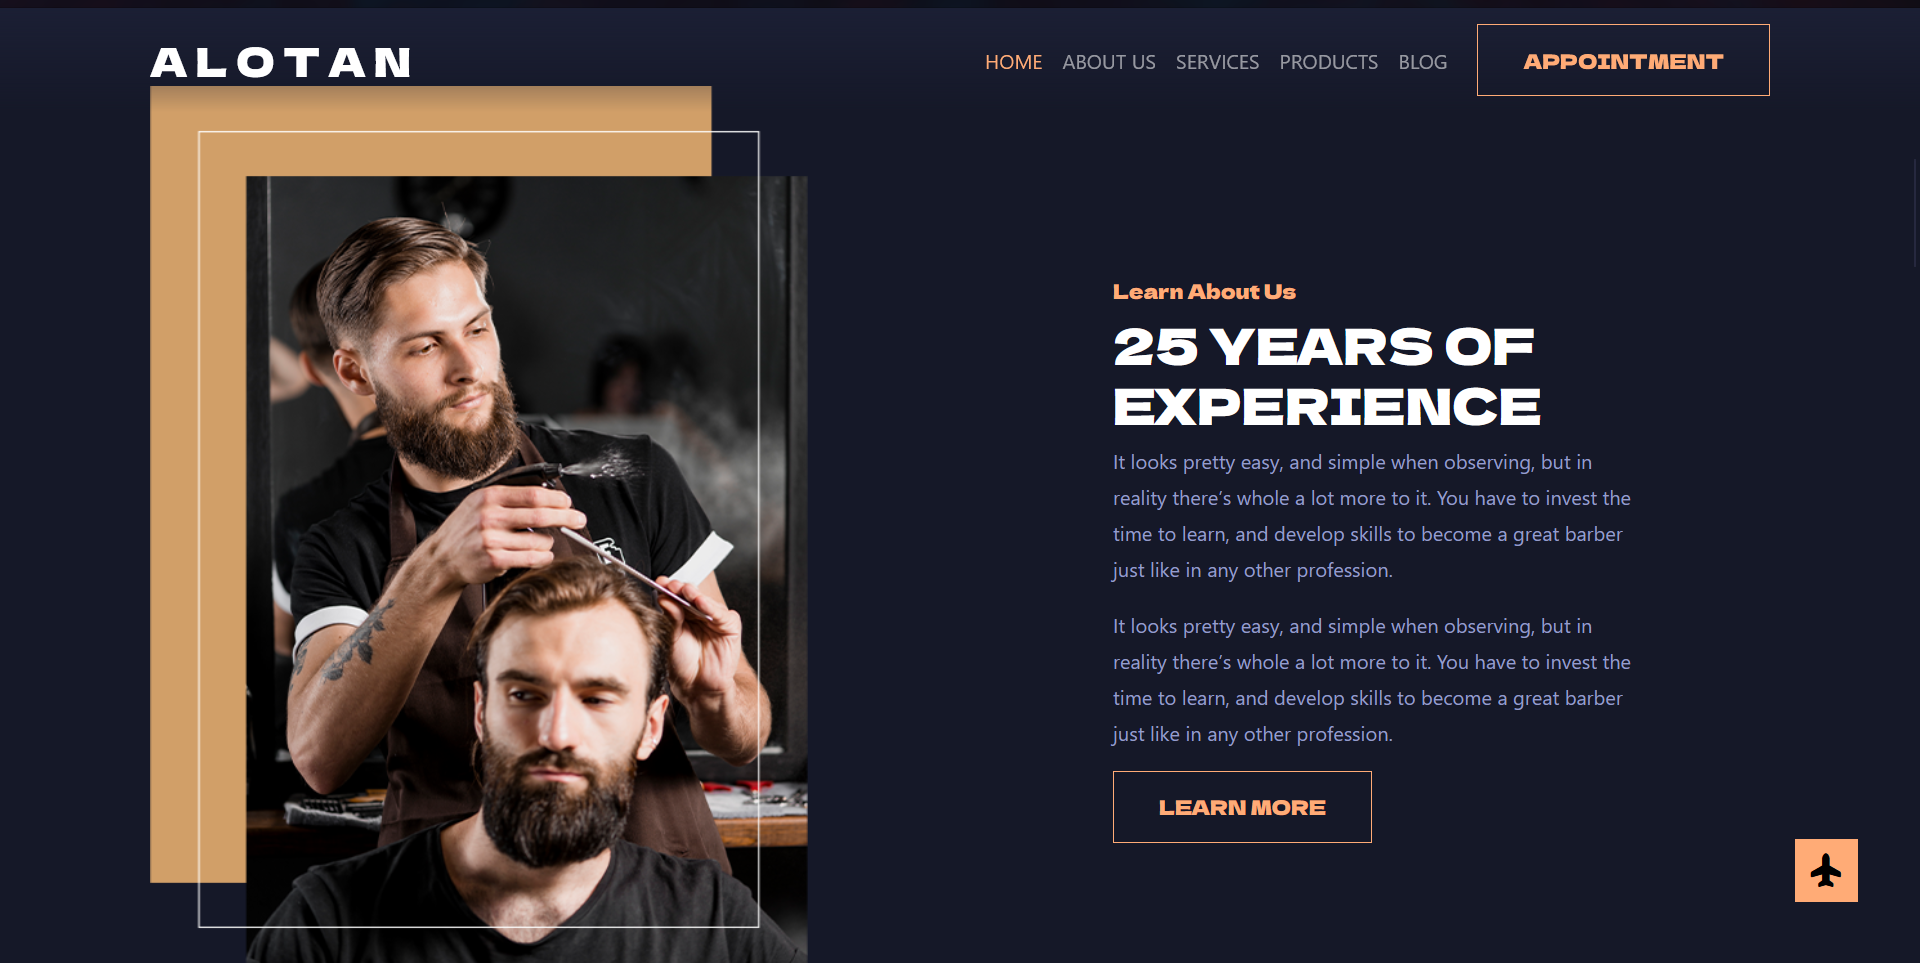 ALOTAN
HOME ABOUT US SERVICES PRODUCTS BLOG APPOINTMENT
Learn About Us
25 YEARS OF
EXPERIENCE
It looks pretty easy, and simple when observing, but in
reality there's whole a lot more to it. You have to invest the
time to learn, and develop skills to become a great barber
just like in any other profession.
It looks pretty easy, and simple when observing, but in
reality there's whole a lot more to it. You have to invest the
time to learn, and develop skills to become a great barber
just like in any other profession.
LEARN MORE